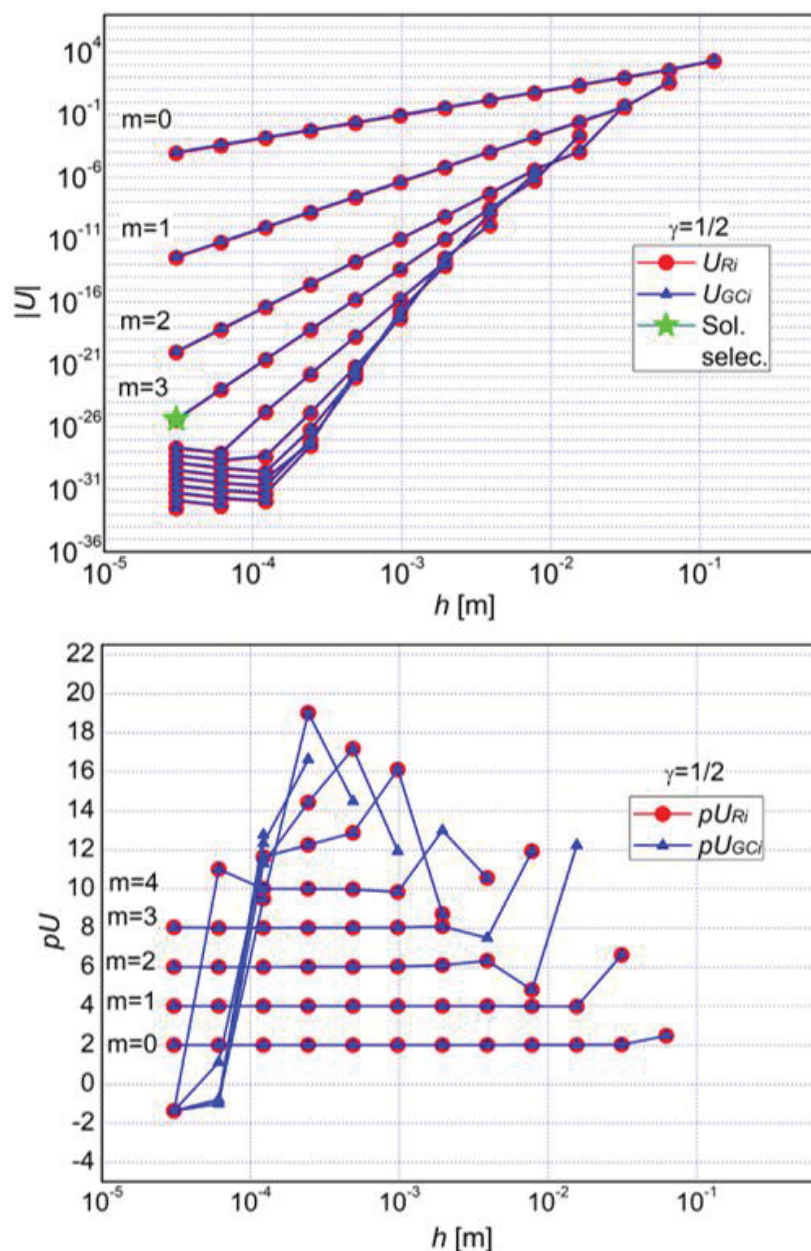 10⁴
10⁻¹
10⁻⁶
10⁻¹¹
10⁻¹⁶
10⁻²¹
10⁻²⁶
10⁻³¹
10⁻³⁶
|U|
m=0
m=1
m=2
m=3
γ=1/2
U_Ri
U_GCi
Sol.
selec.
10⁻⁵ 10⁻⁴ 10⁻³ 10⁻² 10⁻¹
h [m]
22
20
18
16
14
12
10
8
6
4
2
0
-2
-4
pU
m=4
m=3
m=2
m=1
m=0
γ=1/2
pU_Ri
pU_GCi
10⁻⁵ 10⁻⁴ 10⁻³ 10⁻² 10⁻¹
h [m]